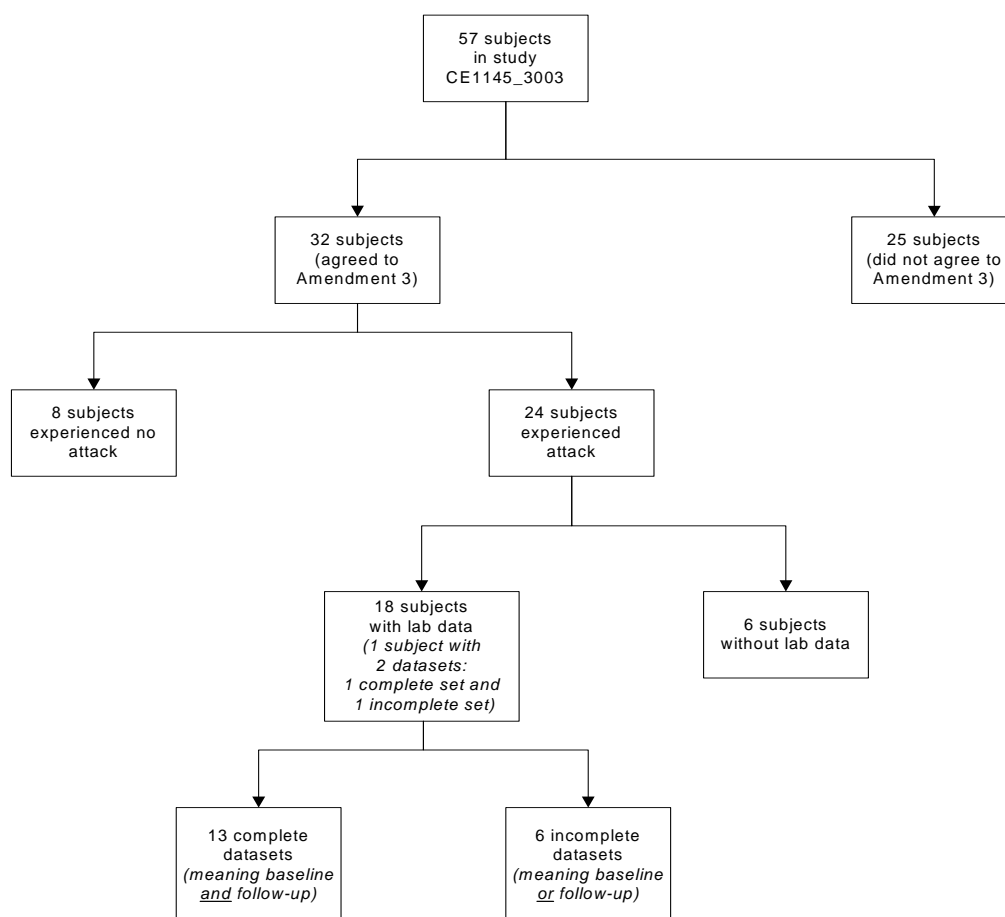 57 subjects
in study
CE1145_3003
32 subjects
(agreed to
Amendment 3)
25 subjects
(did not agree to
Amendment 3)
8 subjects
experienced no
attack
24 subjects
experienced
attack
18 subjects
with lab data
(1 subject with
2 datasets:
1 complete set and
1 incomplete set)
6 subjects
without lab data
13 complete
datasets
(meaning baseline
and follow-up)
6 incomplete
datasets
(meaning baseline
or follow-up)